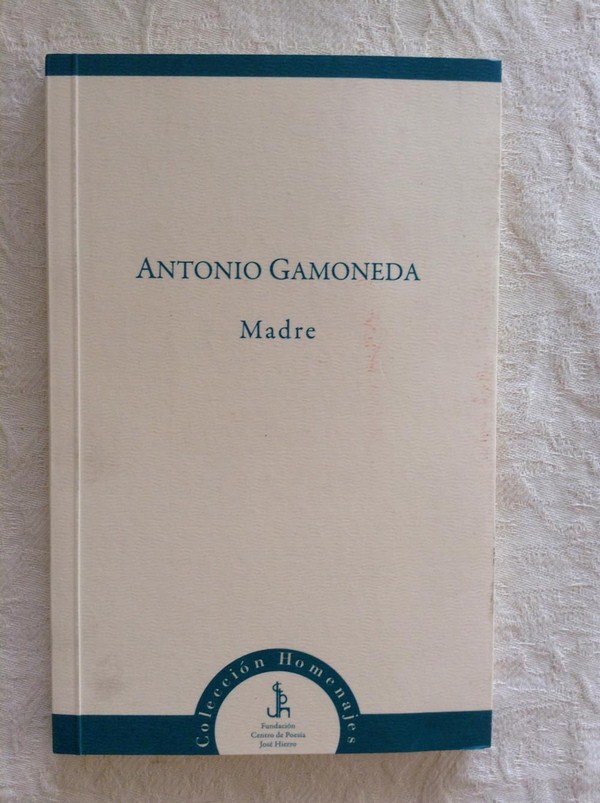 ANTONIO GAMONEDA
Madre
Colección Homenajes
Fundación
Centro de Poesía
José Hierro